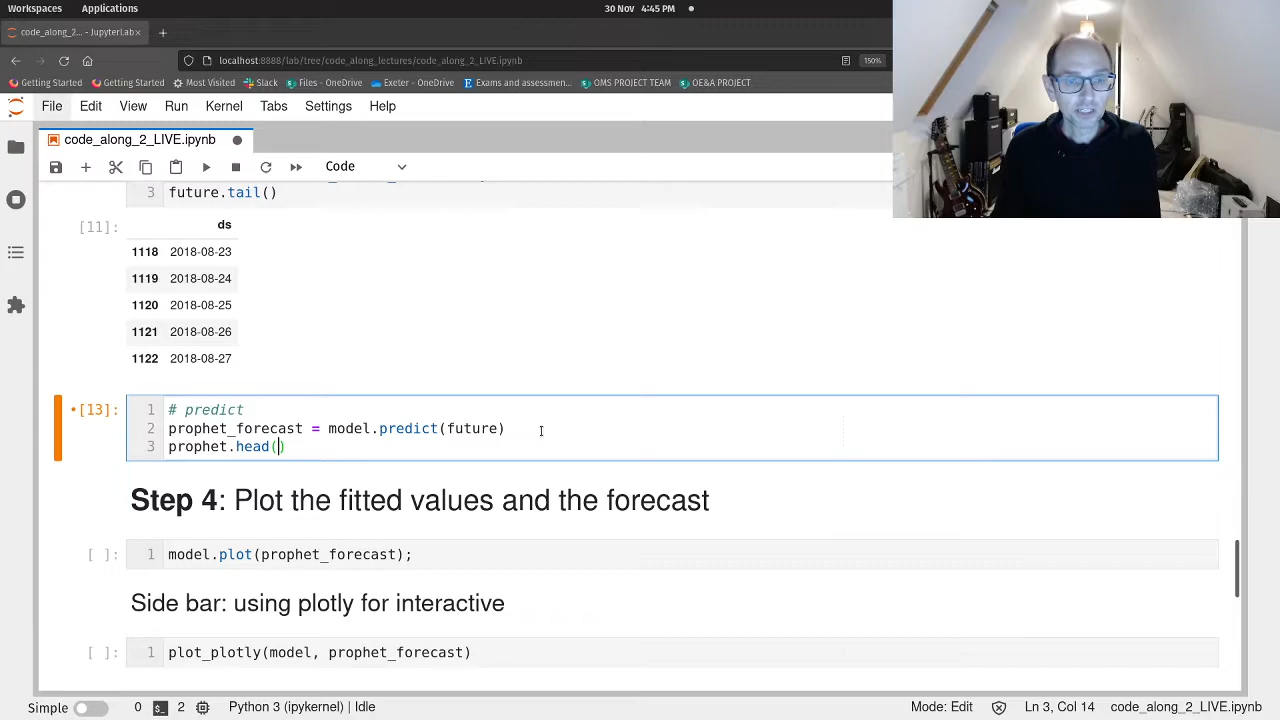 Workspaces Applications 30 Nov 4:45 PM
code_along_2... - JupyterLab × +
localhost:8888/lab/tree/code_along_lectures/code_along_2_LIVE.ipynb 150%
Getting Started Getting Started Most Visited Slack Files - OneDrive Exeter - OneDrive Exams and assessmen... OMS PROJECT TEAM OE&A PROJECT
File Edit View Run Kernel Tabs Settings Help
code_along_2_LIVE.ipynb
Code
3 future.tail()
[11]: ds
1118 2018-08-23
1119 2018-08-24
1120 2018-08-25
1121 2018-08-26
1122 2018-08-27
[13]: 1 # predict
2 prophet_forecast = model.predict(future)
3 prophet.head()
Step 4: Plot the fitted values and the forecast
[ ]: 1 model.plot(prophet_forecast);
Side bar: using plotly for interactive
[ ]: 1 plot_plotly(model, prophet_forecast)
Simple 0 2 Python 3 (ipykernel) | Idle Mode: Edit Ln 3, Col 14 code_along_2_LIVE.ipynb